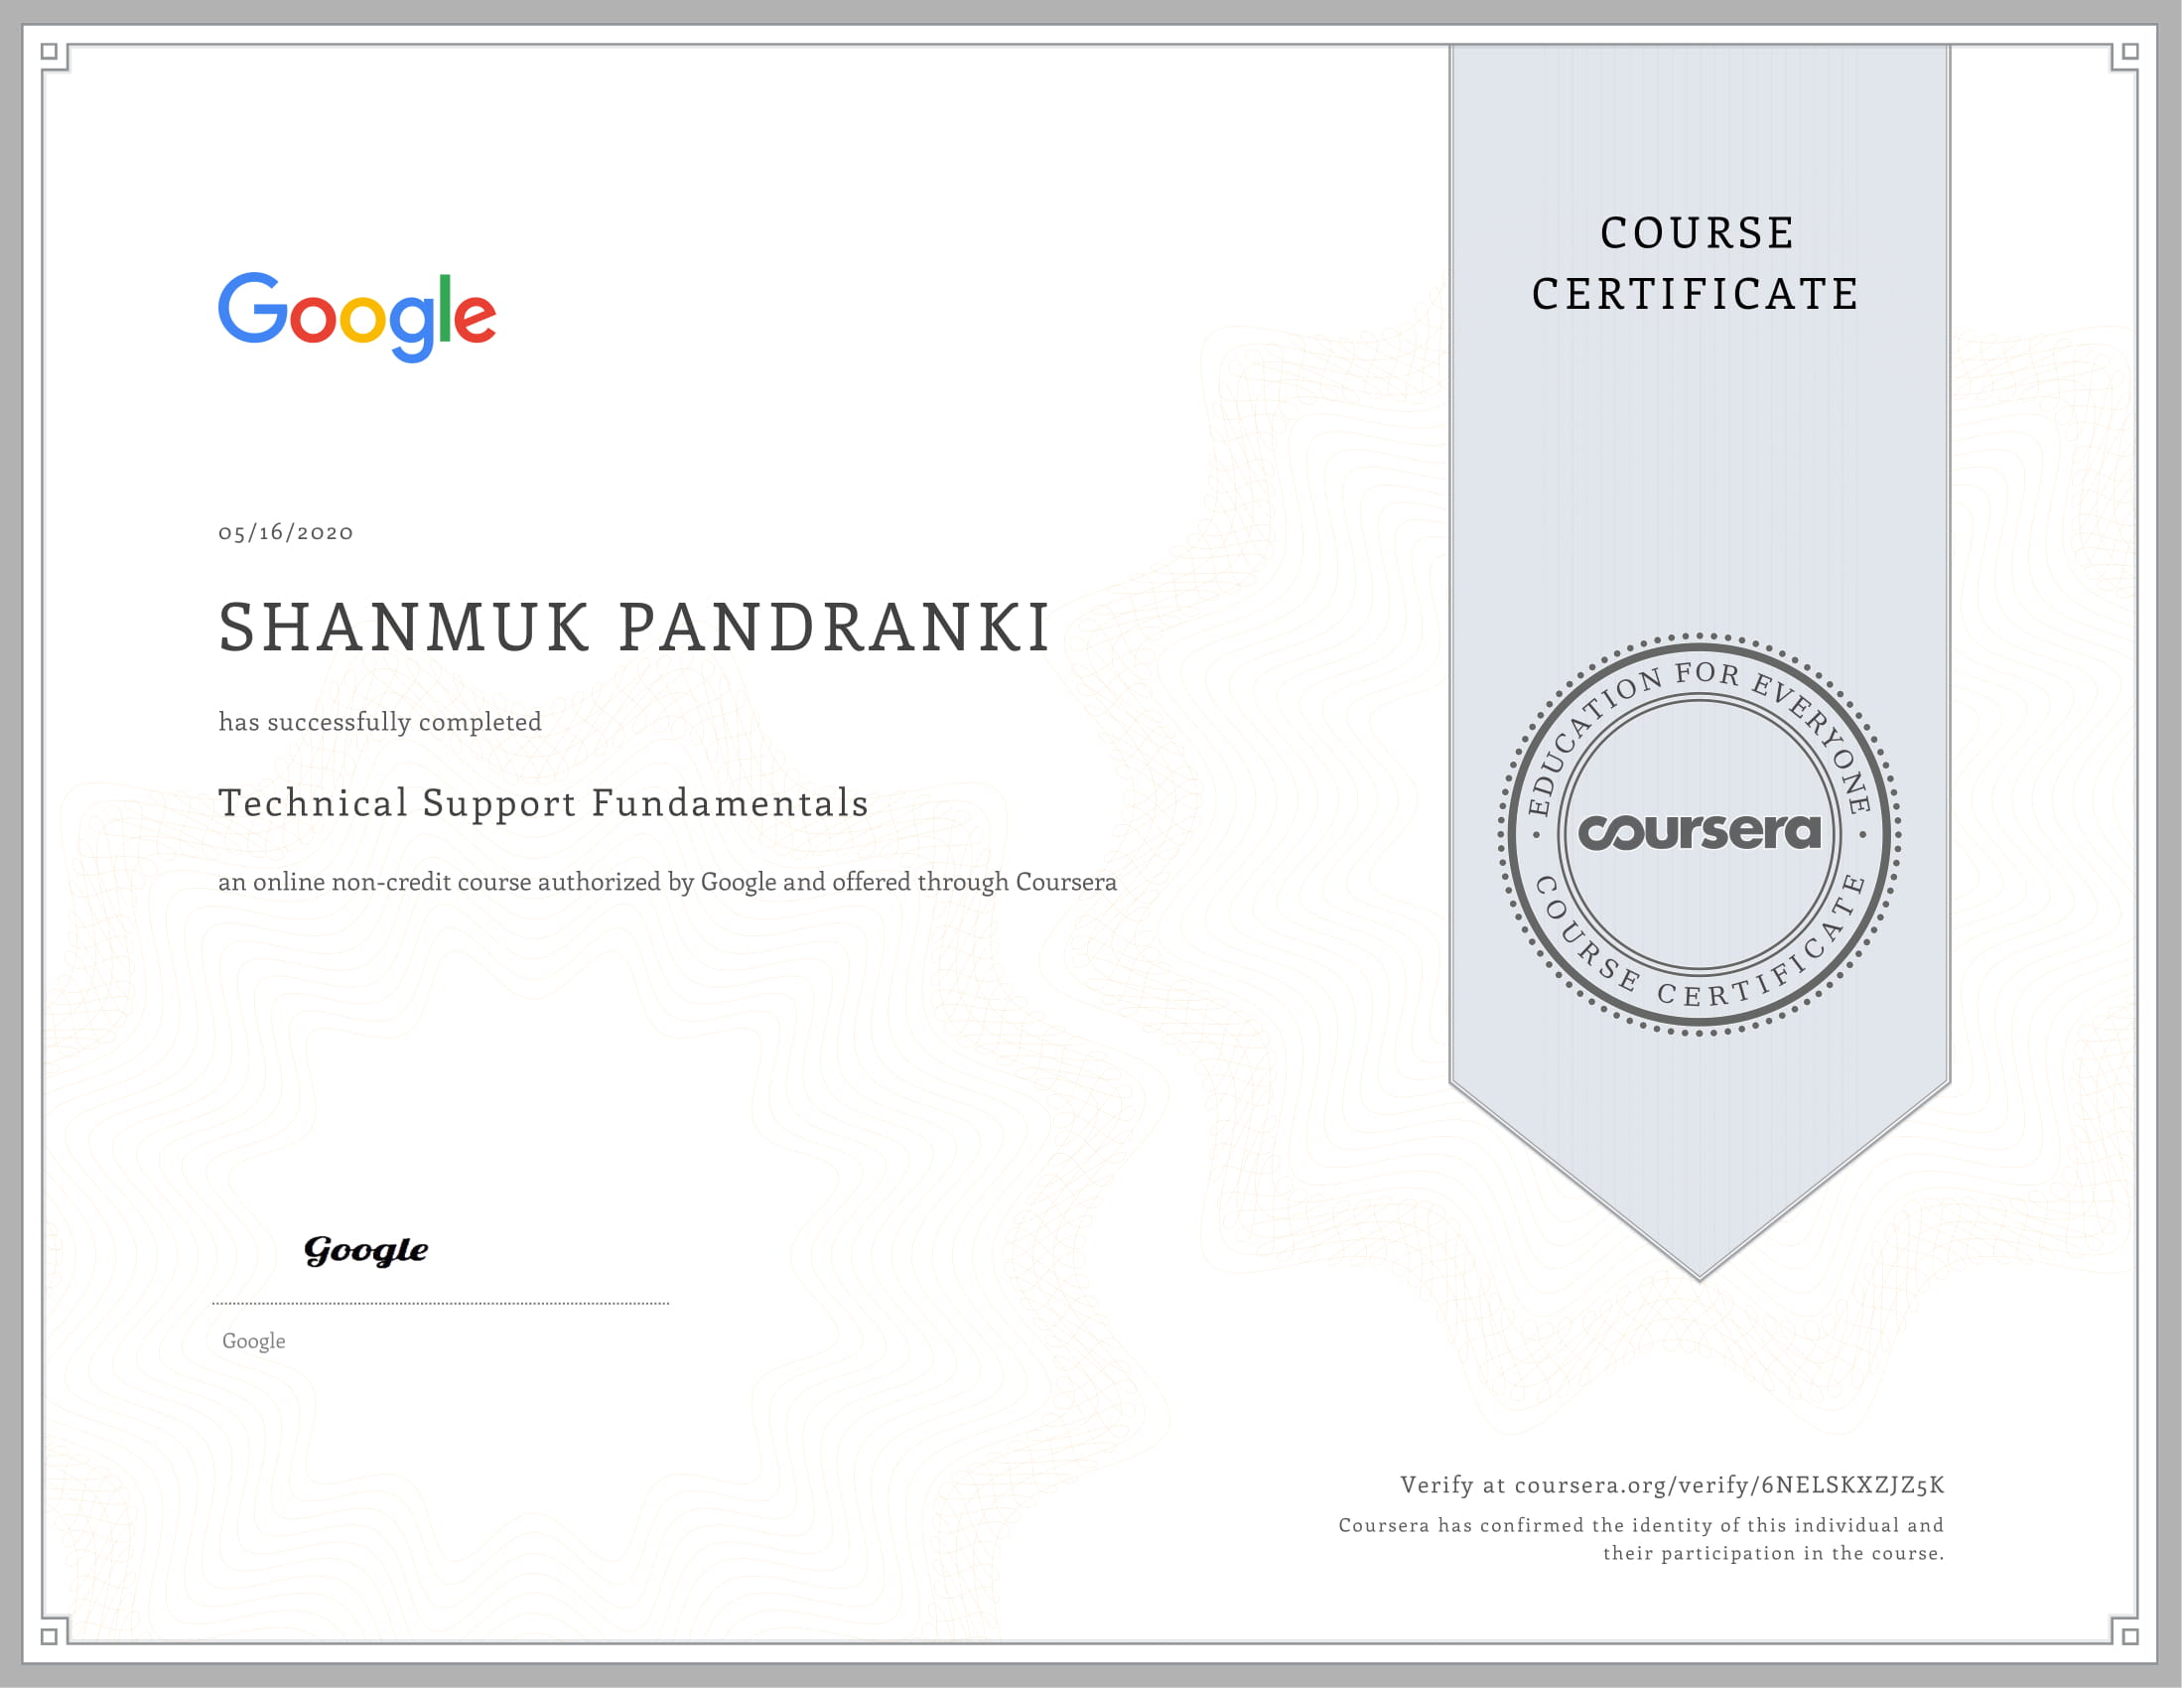 Google
05/16/2020
SHANMUK PANDRANKI
has successfully completed
Technical Support Fundamentals
an online non-credit course authorized by Google and offered through Coursera
Google
Google
COURSE
CERTIFICATE
EDUCATION FOR EVERYONE
coursera
COURSE CERTIFICATE
Verify at coursera.org/verify/6NELSKXZJZ5K
Coursera has confirmed the identity of this individual and
their participation in the course.